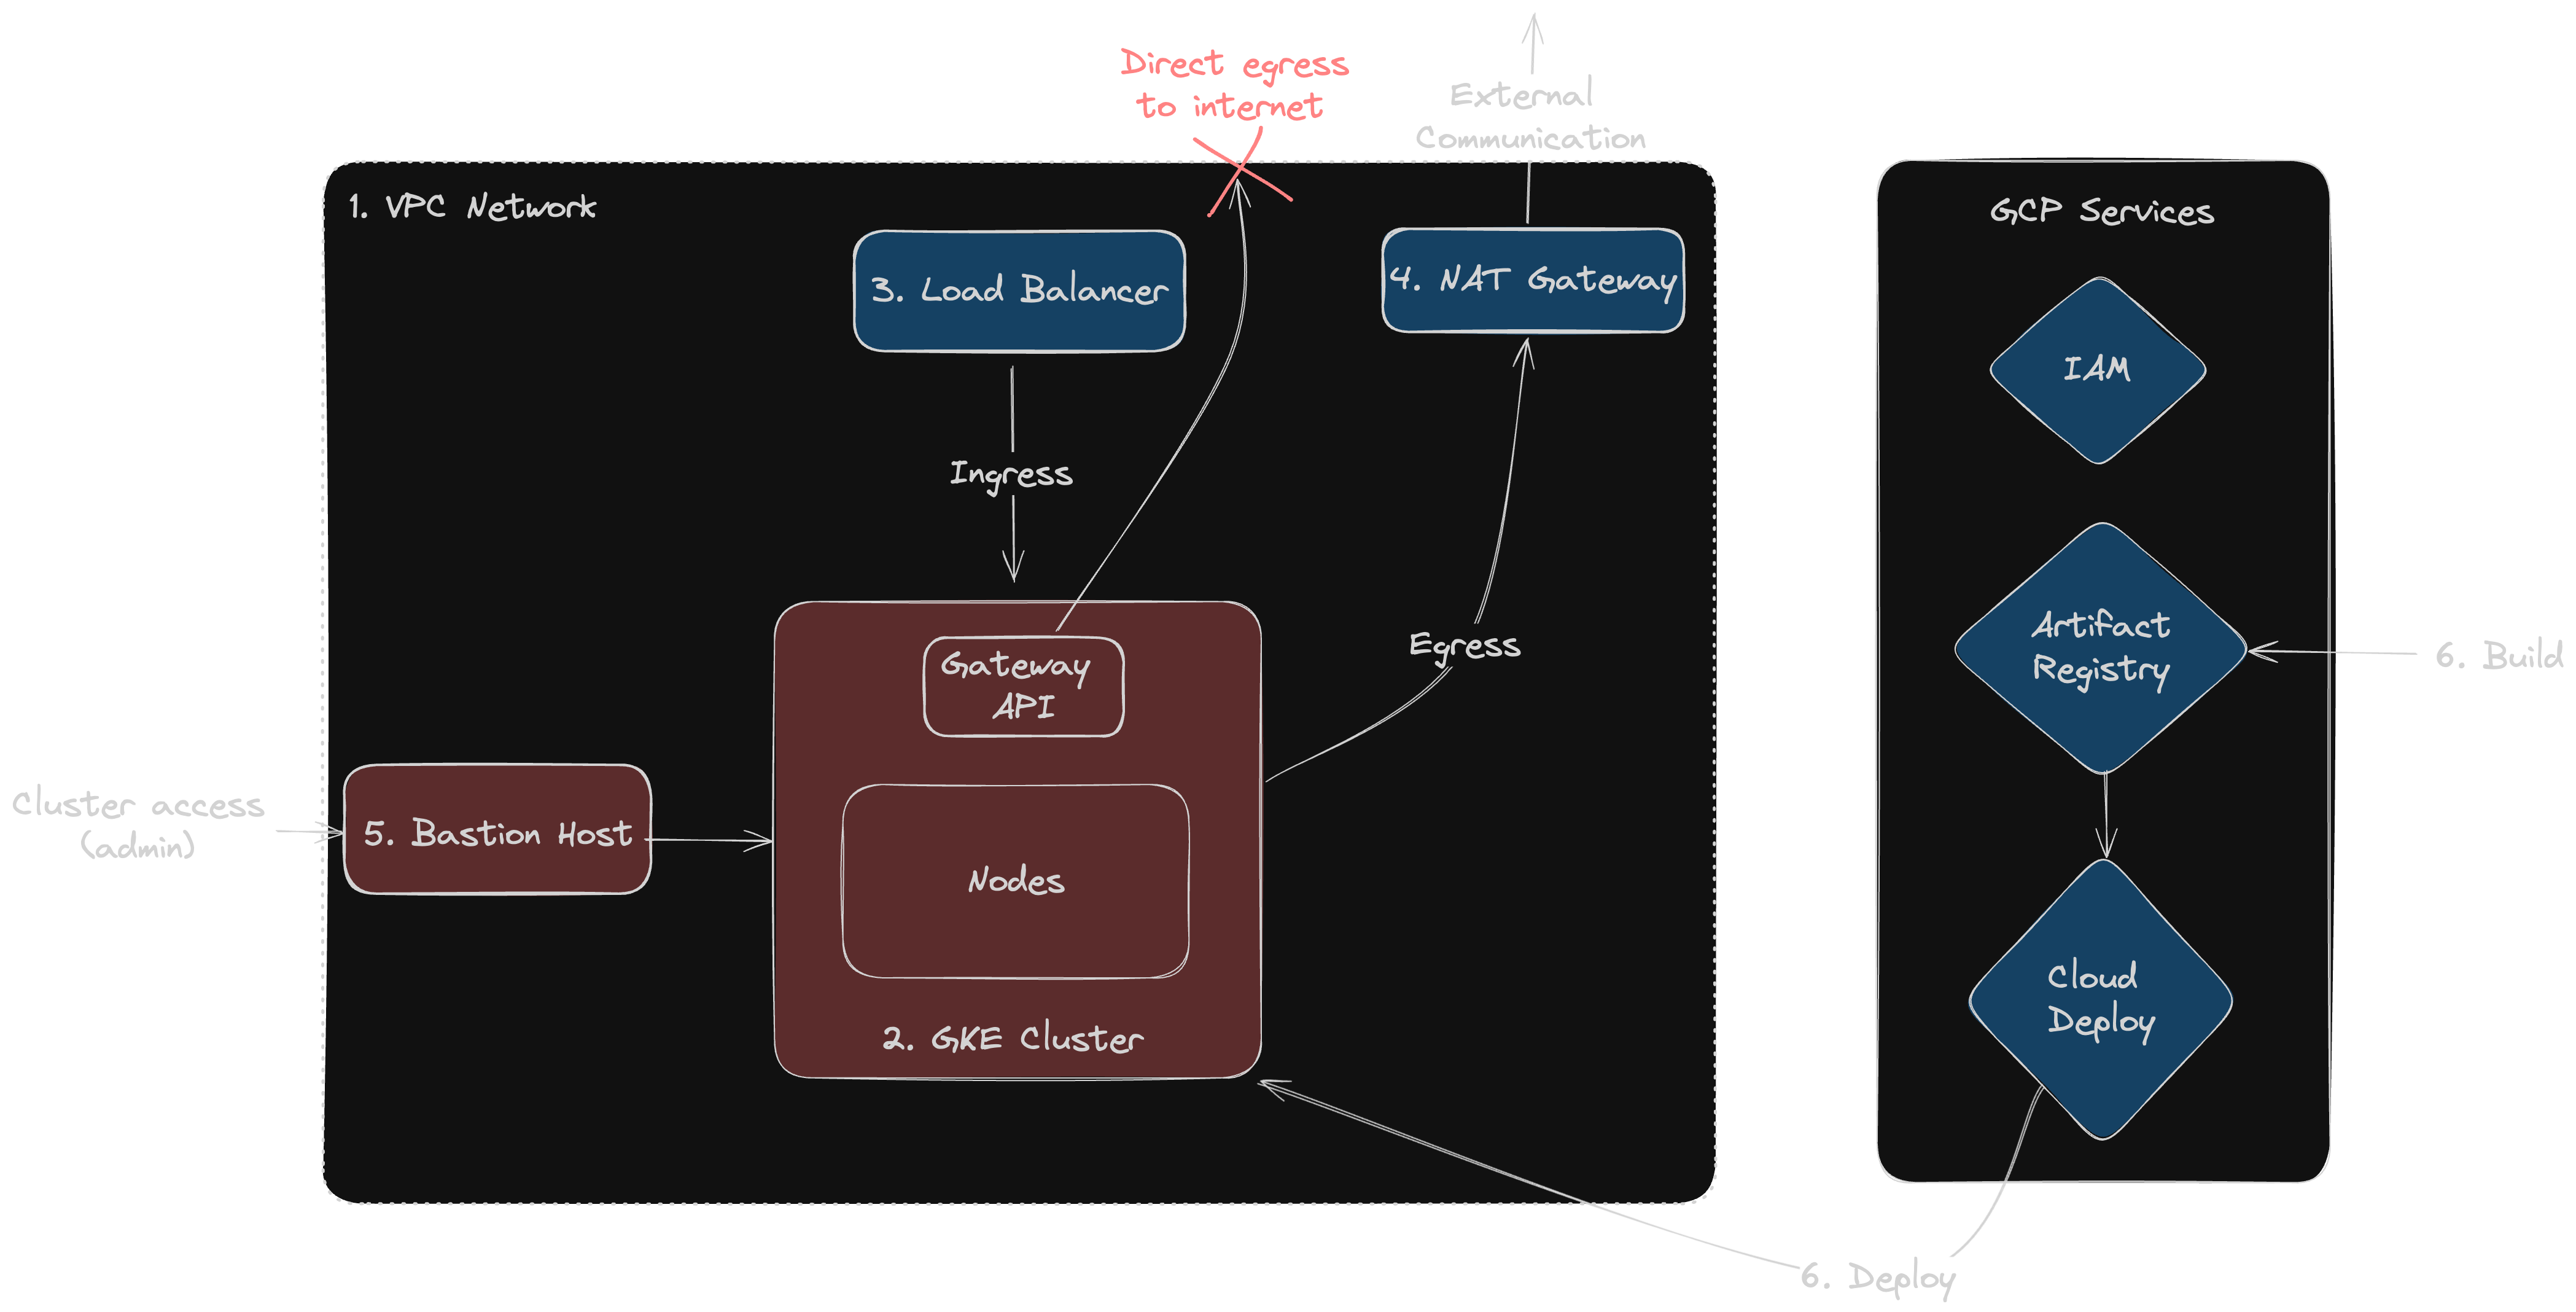 Direct egress
to internet
External
Communication
1. VPC Network
GCP Services
3. Load Balancer
4. NAT Gateway
IAM
Ingress
Gateway
API
Egress
Artifact
Registry
6. Build
Cluster access
(admin)
5. Bastion Host
Nodes
Cloud
Deploy
2. GKE Cluster
6. Deploy